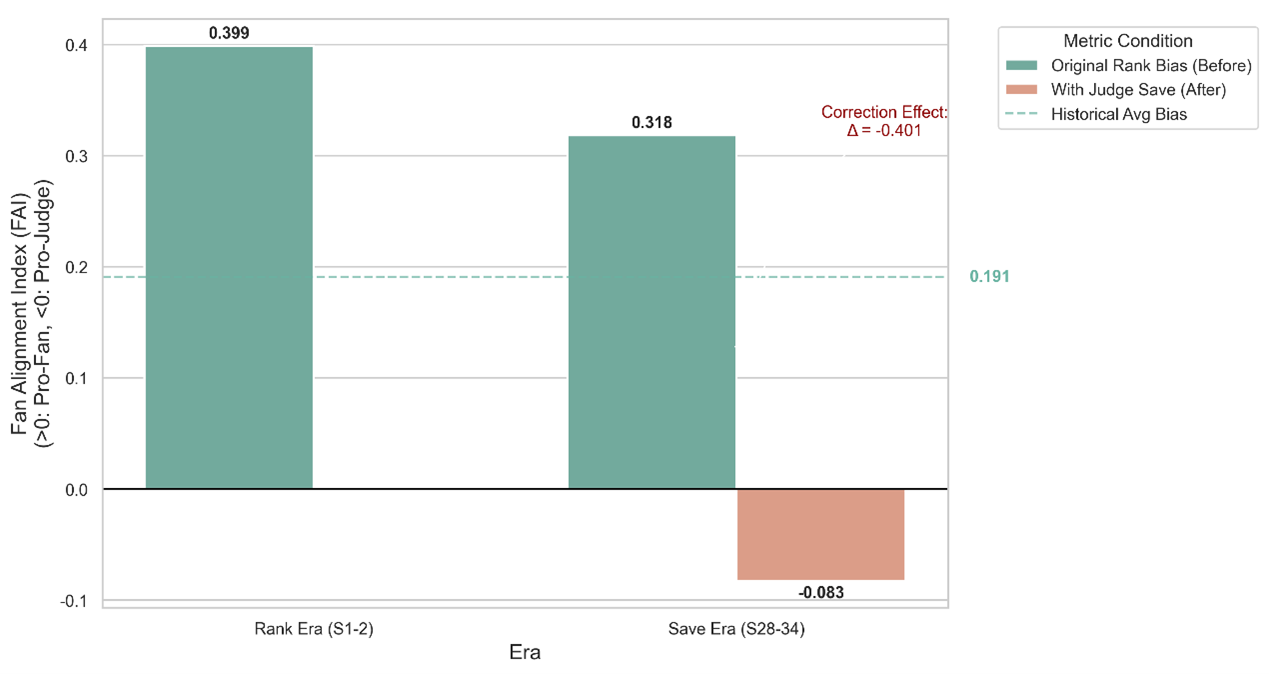 0.399
0.4
0.318
Correction Effect:
Δ = -0.401
0.3
0.2
0.191
0.1
0.0
-0.083
-0.1
Fan Alignment Index (FAI)
(>0: Pro-Fan, <0: Pro-Judge)
Rank Era (S1-2)
Save Era (S28-34)
Era
Metric Condition
Original Rank Bias (Before)
With Judge Save (After)
Historical Avg Bias